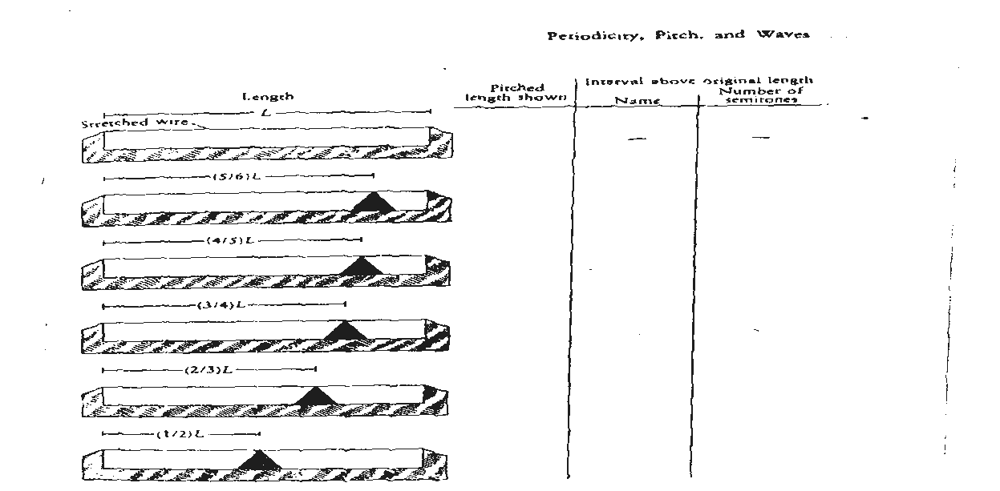 Periodicity, Pitch, and Waves
Interval above original length
Pitched
length shown
Name
Number of
semitones
Length
L
Stretched wire
—
—
(5/6)L
(4/5)L
(3/4)L
(2/3)L
(1/2)L